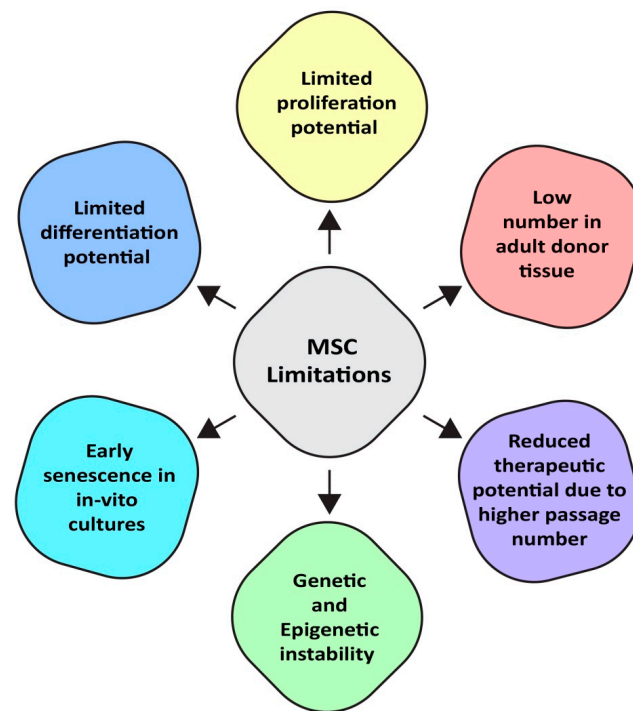 Limited
proliferation
potential
Limited
differentiation
potential
Low
number in
adult donor
tissue
MSC
Limitations
Early
senescence in
in-vito
cultures
Reduced
therapeutic
potential due to
higher passage
number
Genetic
and
Epigenetic
instability